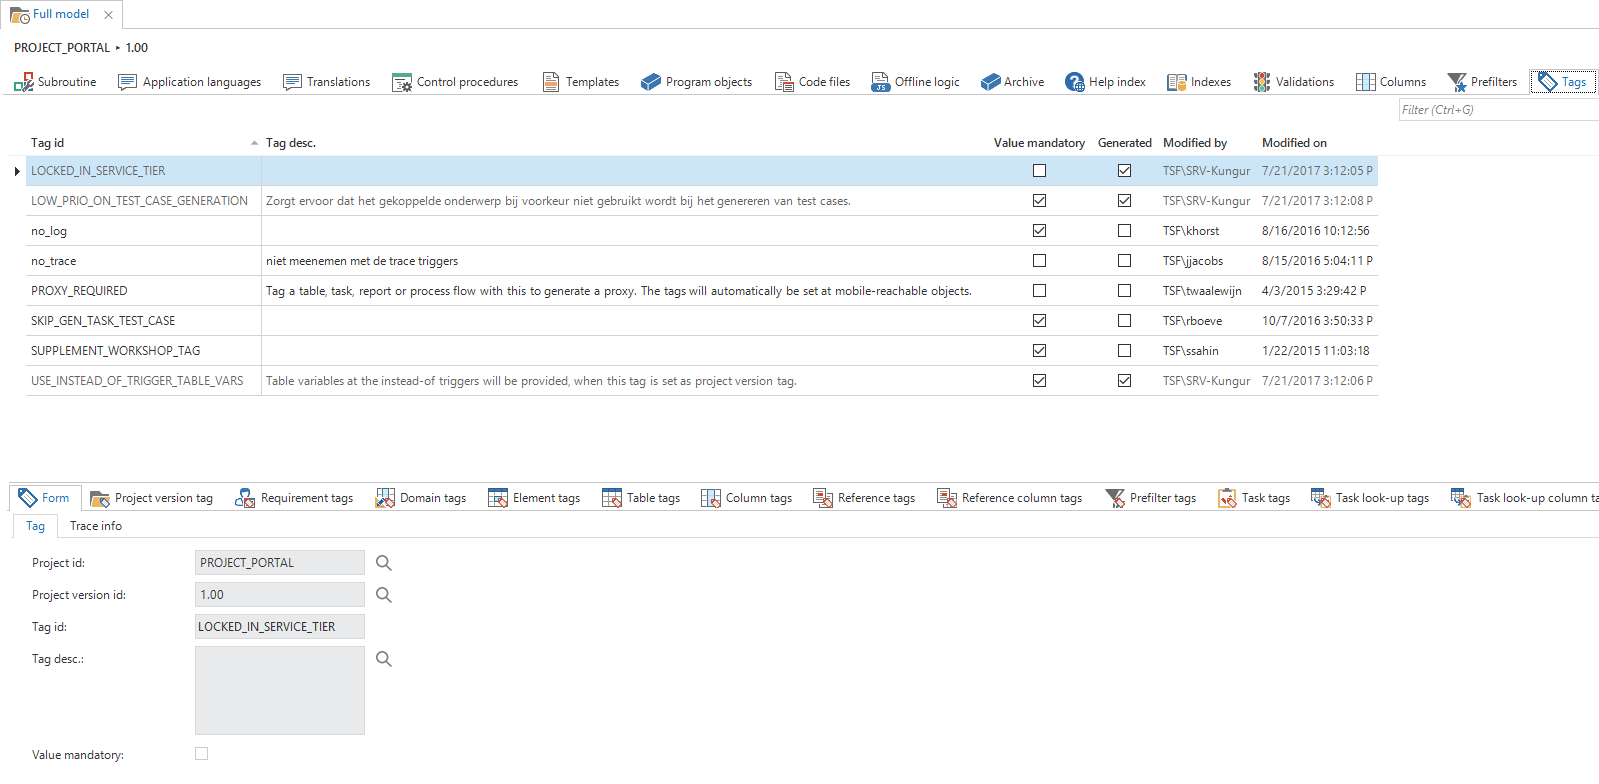 Full model
PROJECT_PORTAL ▸ 1.00
Subroutine Application languages Translations Control procedures Templates Program objects Code files Offline logic Archive Help index Indexes Validations Columns Prefilters Tags
Filter (Ctrl+G)
Tag id Tag desc. Value mandatory Generated Modified by Modified on
LOCKED_IN_SERVICE_TIER TSF\SRV-Kungur 7/21/2017 3:12:05 P
LOW_PRIO_ON_TEST_CASE_GENERATION Zorgt ervoor dat het gekoppelde onderwerp bij voorkeur niet gebruikt wordt bij het genereren van test cases. TSF\SRV-Kungur 7/21/2017 3:12:08 P
no_log TSF\khorst 8/16/2016 10:12:56
no_trace niet meenemen met de trace triggers TSF\jjacobs 8/15/2016 5:04:11 P
PROXY_REQUIRED Tag a table, task, report or process flow with this to generate a proxy. The tags will automatically be set at mobile-reachable objects. TSF\twaalewijn 4/3/2015 3:29:42 P
SKIP_GEN_TASK_TEST_CASE TSF\rboeve 10/7/2016 3:50:33 P
SUPPLEMENT_WORKSHOP_TAG TSF\ssahin 1/22/2015 11:03:18
USE_INSTEAD_OF_TRIGGER_TABLE_VARS Table variables at the instead-of triggers will be provided, when this tag is set as project version tag. TSF\SRV-Kungur 7/21/2017 3:12:06 P
Form Project version tag Requirement tags Domain tags Element tags Table tags Column tags Reference tags Reference column tags Prefilter tags Task tags Task look-up tags Task look-up column ta
Tag Trace info
Project id: PROJECT_PORTAL
Project version id: 1.00
Tag id: LOCKED_IN_SERVICE_TIER
Tag desc.:
Value mandatory: